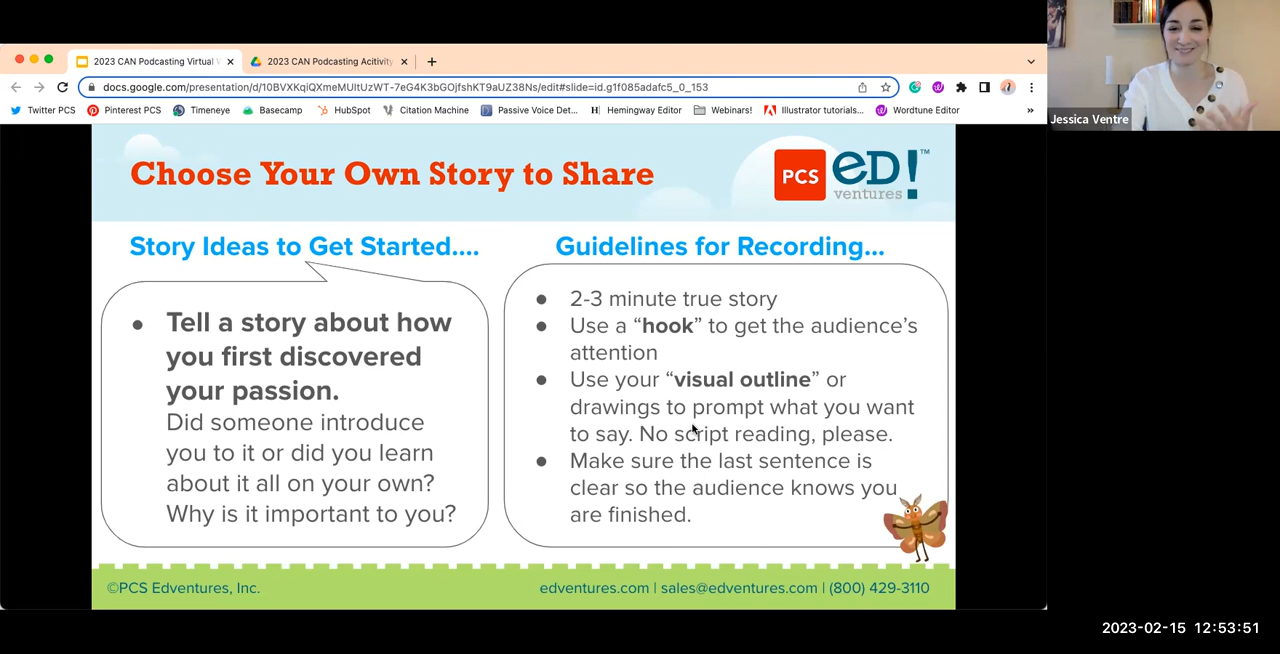 2023 CAN Podcasting Virtual
2023 CAN Podcasting Acitivity
docs.google.com/presentation/d/10BVXKqiQXmeMUItUzWT-7eG4K3bGOjfshKT9aUZ38Ns/edit#slide=id.g1f085adafc5_0_153
Twitter PCS
Pinterest PCS
Timeneye
Basecamp
HubSpot
Citation Machine
Passive Voice Det...
Hemingway Editor
Webinars!
Illustrator tutorials...
Wordtune Editor
»
Jessica Ventre
Choose Your Own Story to Share
PCS
eD! ™
ventures
Story Ideas to Get Started....
• Tell a story about how
you first discovered
your passion.
Did someone introduce
you to it or did you learn
about it all on your own?
Why is it important to you?
Guidelines for Recording...
• 2-3 minute true story
• Use a “hook” to get the audience’s
attention
• Use your “visual outline” or
drawings to prompt what you want
to say. No script reading, please.
• Make sure the last sentence is
clear so the audience knows you
are finished.
©PCS Edventures, Inc.
edventures.com | sales@edventures.com | (800) 429-3110
2023-02-15 12:53:51